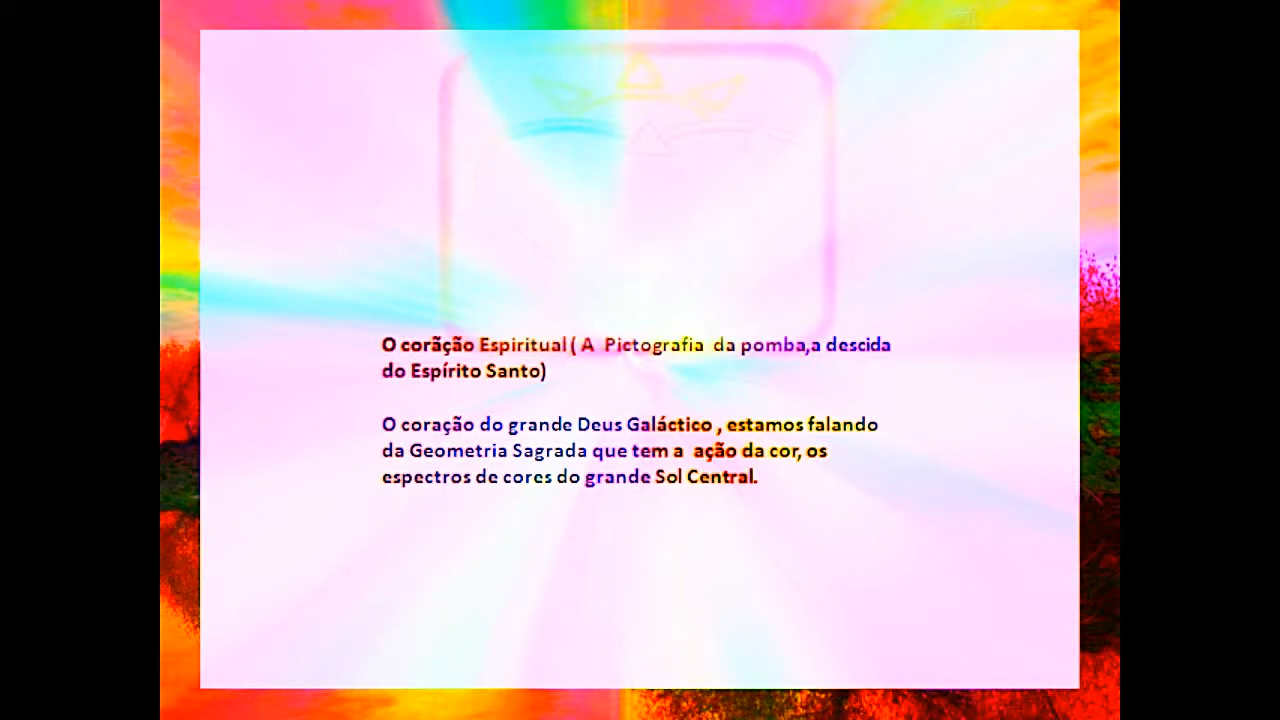 O corãção Espiritual ( A Pictografia da pomba,a descida
do Espírito Santo)
O coração do grande Deus Galáctico , estamos falando
da Geometria Sagrada que tem a ação da cor, os
espectros de cores do grande Sol Central.